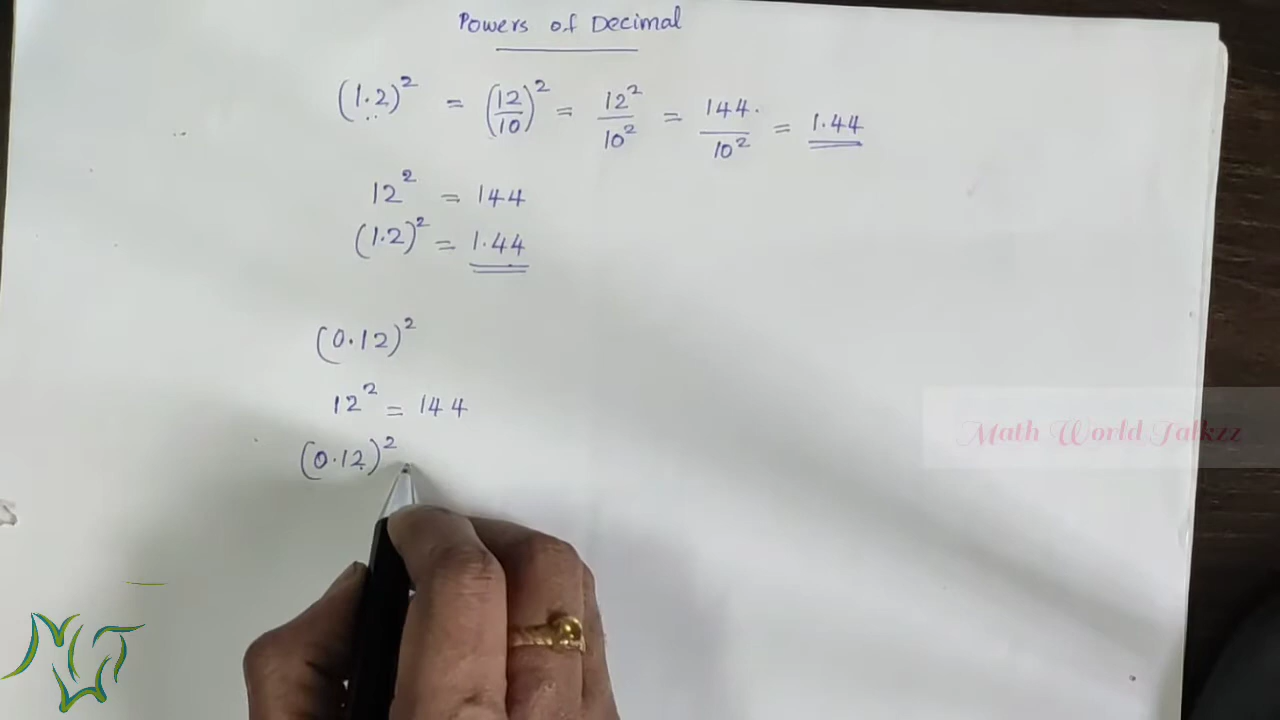 Powers of Decimal
(1.2)² = (12/10)² = 12²/10² = 144./10² = 1.44
12² = 144
(1.2)² = 1.44
(0.12)²
12² = 144
(0.12)²
Math World Talkzz
MWT